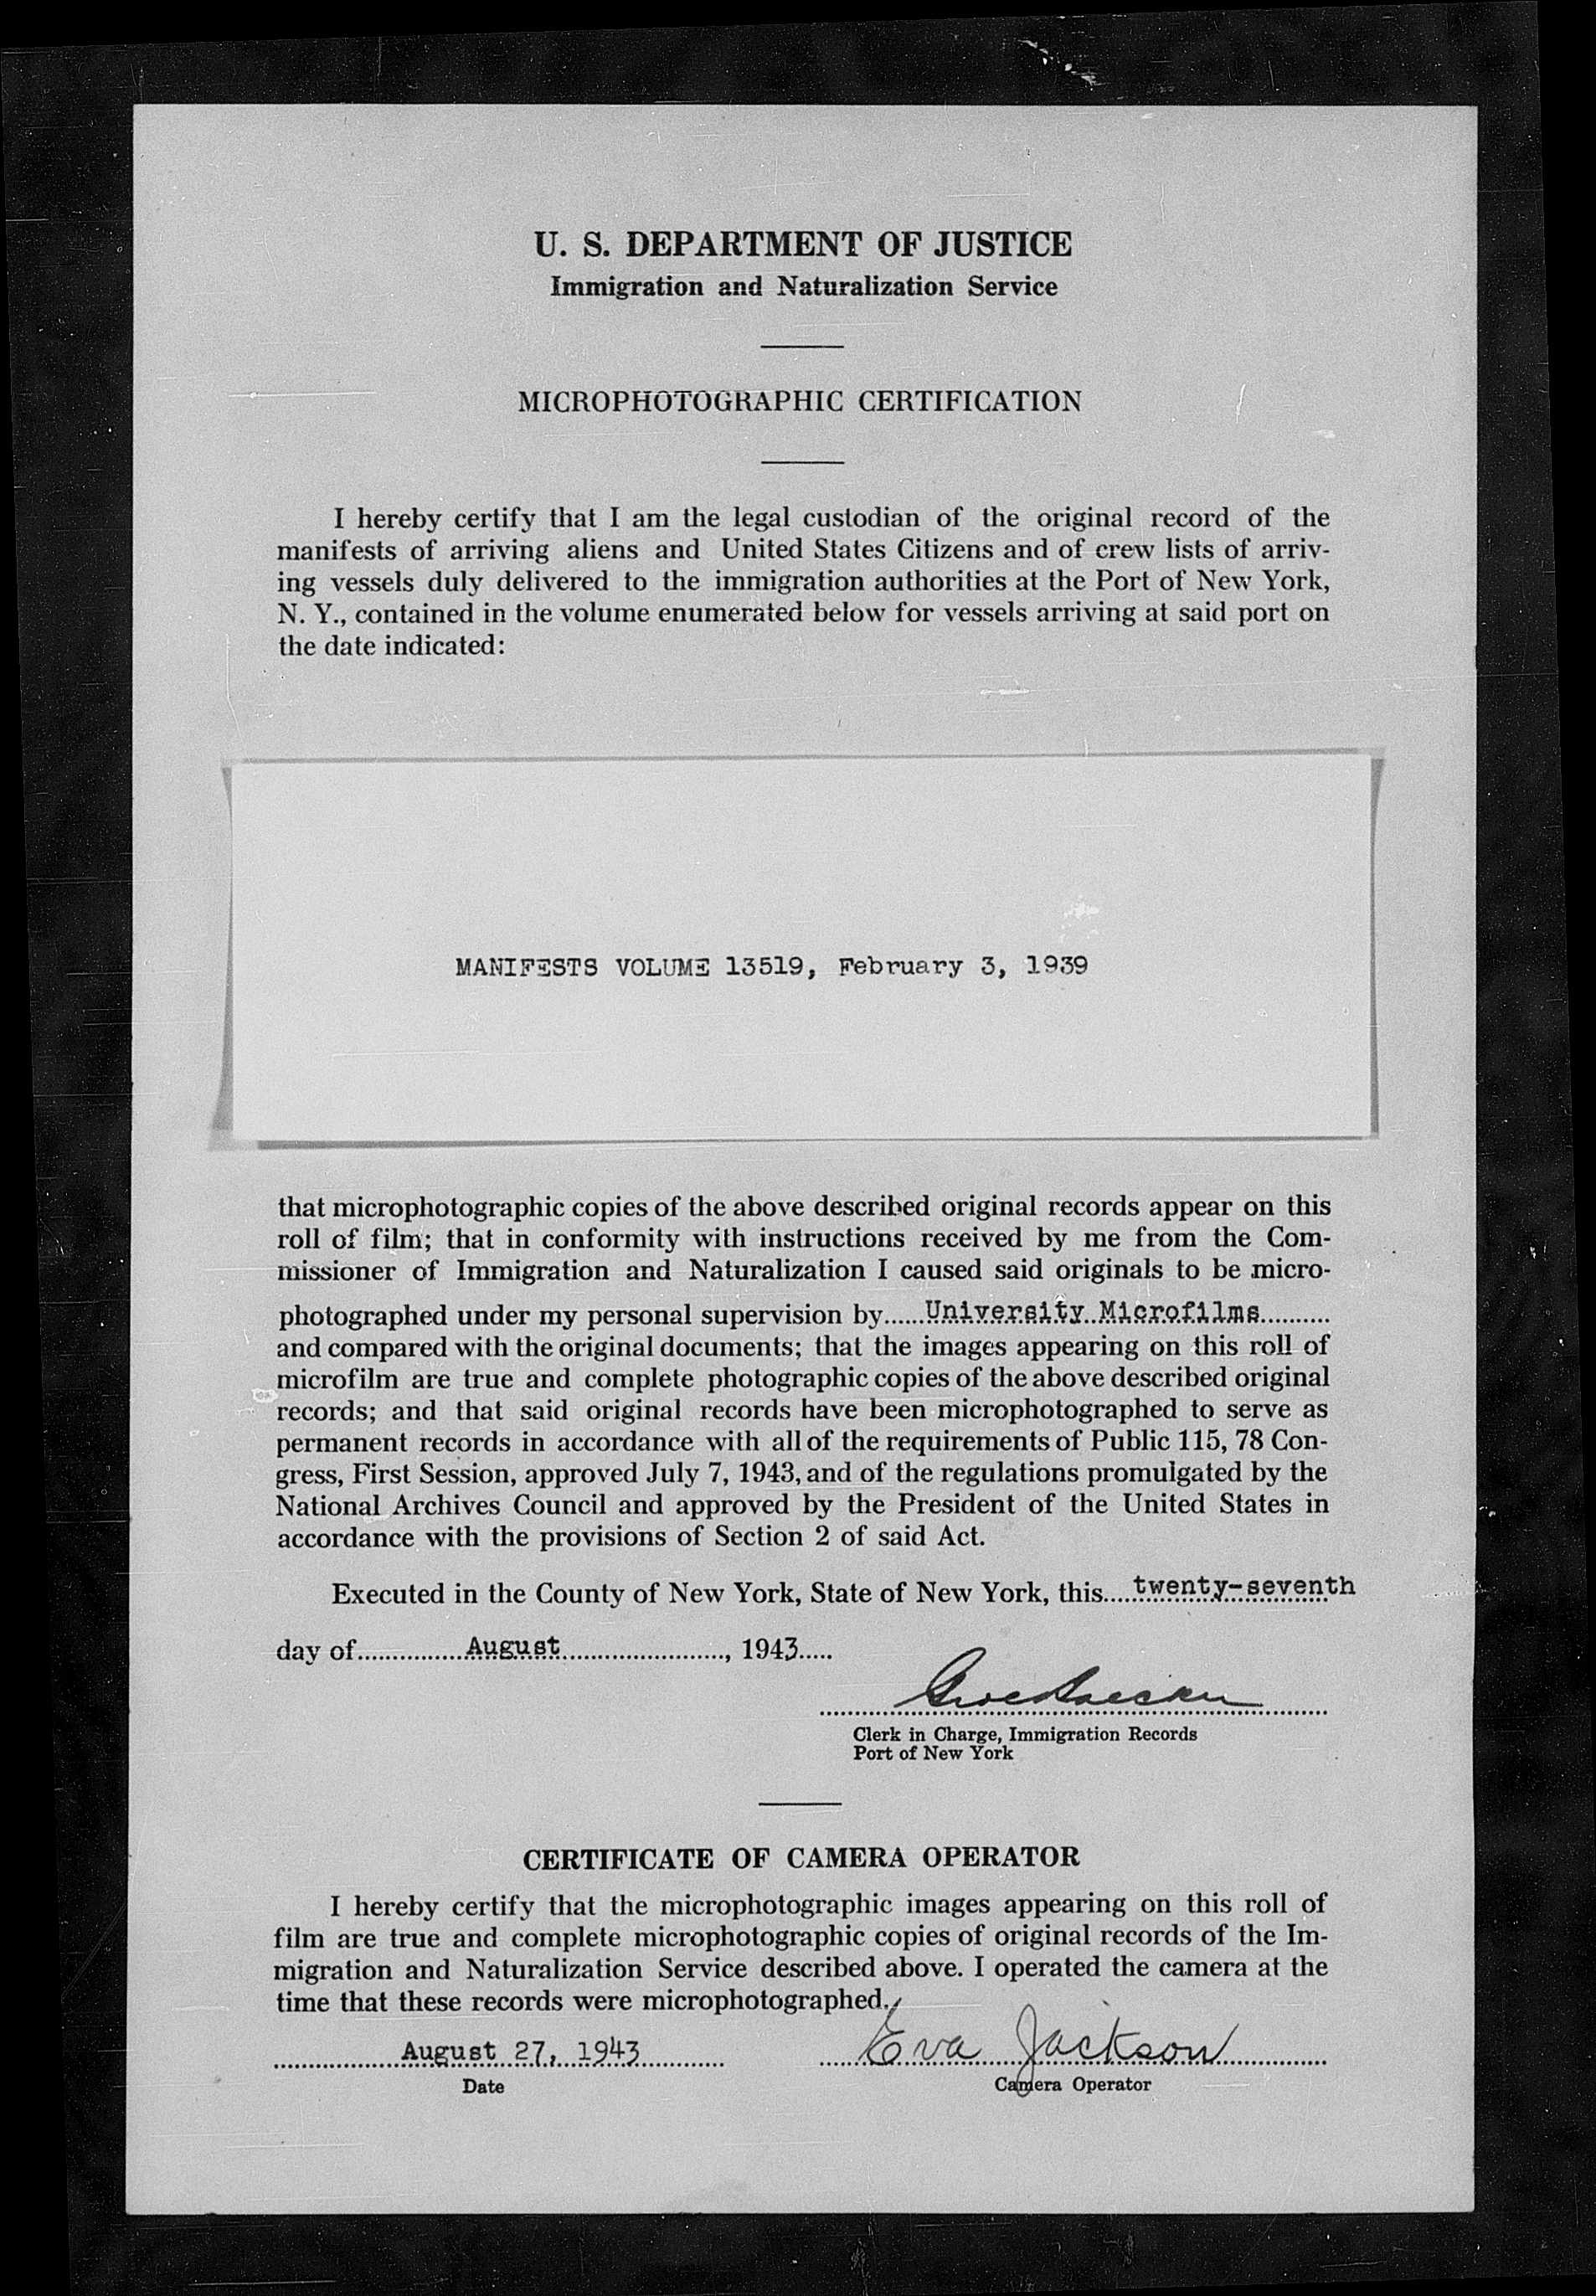 U. S. DEPARTMENT OF JUSTICE
Immigration and Naturalization Service
MICROPHOTOGRAPHIC CERTIFICATION
I hereby certify that I am the legal custodian of the original record of the
manifests of arriving aliens and United States Citizens and of crew lists of arriv-
ing vessels duly delivered to the immigration authorities at the Port of New York,
N. Y., contained in the volume enumerated below for vessels arriving at said port on
the date indicated:
MANIFESTS VOLUME 13519, February 3, 1939
that microphotographic copies of the above described original records appear on this
roll of film; that in conformity with instructions received by me from the Com-
missioner of Immigration and Naturalization I caused said originals to be micro-
photographed under my personal supervision by......University Microfilms..........
and compared with the original documents; that the images appearing on this roll of
microfilm are true and complete photographic copies of the above described original
records; and that said original records have been microphotographed to serve as
permanent records in accordance with all of the requirements of Public 115, 78 Con-
gress, First Session, approved July 7, 1943, and of the regulations promulgated by the
National Archives Council and approved by the President of the United States in
accordance with the provisions of Section 2 of said Act.
Executed in the County of New York, State of New York, this....twenty-seventh
day of................August........................, 1943.....
Clerk in Charge, Immigration Records
Port of New York
CERTIFICATE OF CAMERA OPERATOR
I hereby certify that the microphotographic images appearing on this roll of
film are true and complete microphotographic copies of original records of the Im-
migration and Naturalization Service described above. I operated the camera at the
time that these records were microphotographed.
August 27, 1943 Eva Jackson
Date Camera Operator